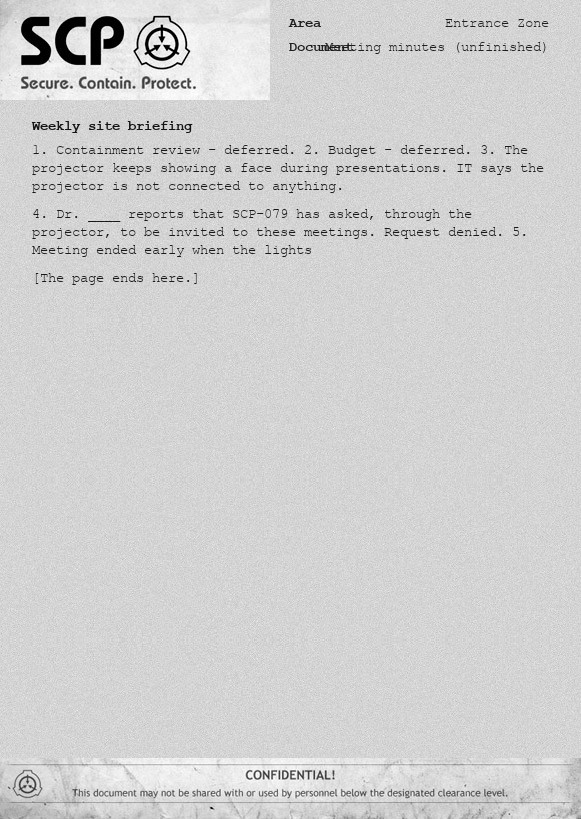 SCP
Secure. Contain. Protect.
Area Entrance Zone
Document Meeting minutes (unfinished)
Weekly site briefing
1. Containment review - deferred. 2. Budget - deferred. 3. The
projector keeps showing a face during presentations. IT says the
projector is not connected to anything.
4. Dr. ____ reports that SCP-079 has asked, through the
projector, to be invited to these meetings. Request denied. 5.
Meeting ended early when the lights
[The page ends here.]
CONFIDENTIAL!
This document may not be shared with or used by personnel below the designated clearance level.